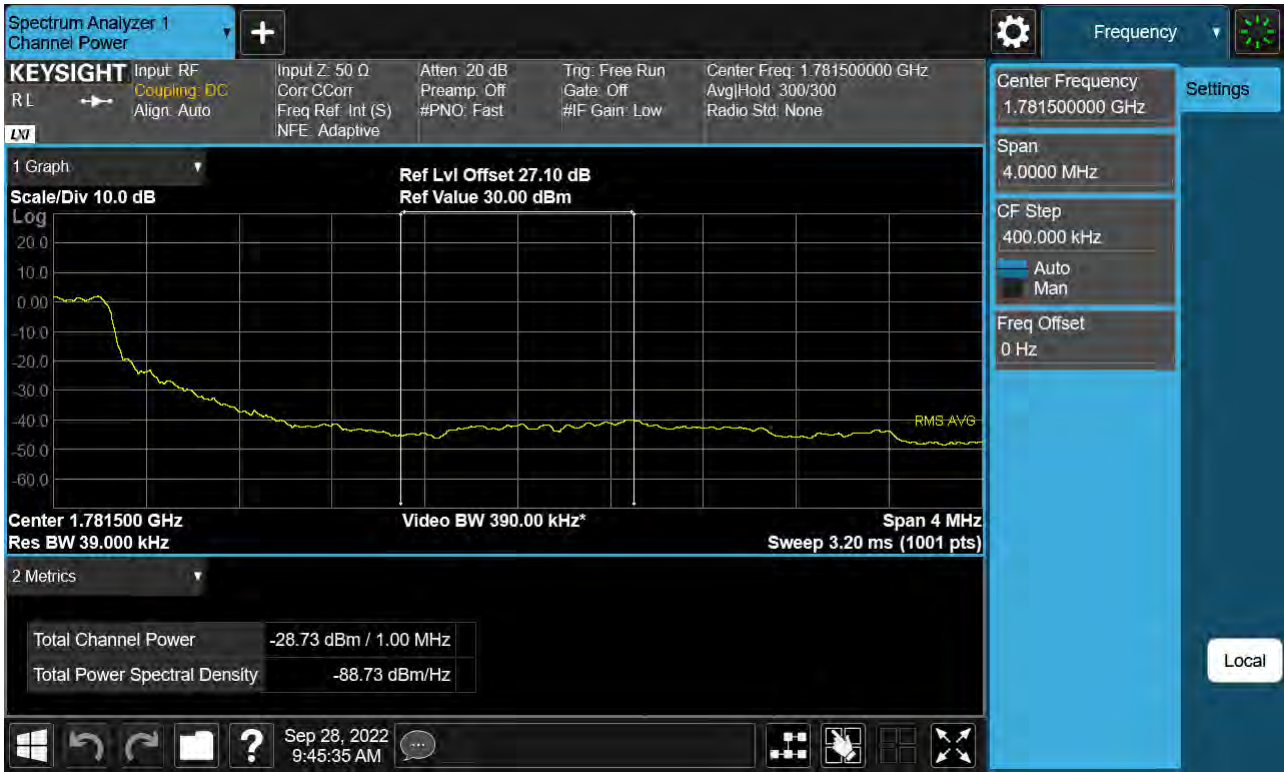 Spectrum Analyzer 1
Channel Power
+
Frequency
KEYSIGHT
RL
LXI
Input: RF
Coupling: DC
Align: Auto
Input Z: 50 Ω
Corr CCorr
Freq Ref: Int (S)
NFE: Adaptive
Atten: 20 dB
Preamp: Off
#PNO: Fast
Trig: Free Run
Gate: Off
#IF Gain: Low
Center Freq: 1.781500000 GHz
Avg|Hold: 300/300
Radio Std: None
Center Frequency
1.781500000 GHz
Settings
Span
4.0000 MHz
CF Step
400.000 kHz
Auto
Man
Freq Offset
0 Hz
1 Graph
Scale/Div 10.0 dB
Ref Lvl Offset 27.10 dB
Ref Value 30.00 dBm
Log
20.0
10.0
0.00
-10.0
-20.0
-30.0
-40.0
-50.0
-60.0
RMS AVG
Center 1.781500 GHz
Video BW 390.00 kHz*
Span 4 MHz
Res BW 39.000 kHz
Sweep 3.20 ms (1001 pts)
2 Metrics
Total Channel Power
-28.73 dBm / 1.00 MHz
Total Power Spectral Density
-88.73 dBm/Hz
Local
?
Sep 28, 2022
9:45:35 AM